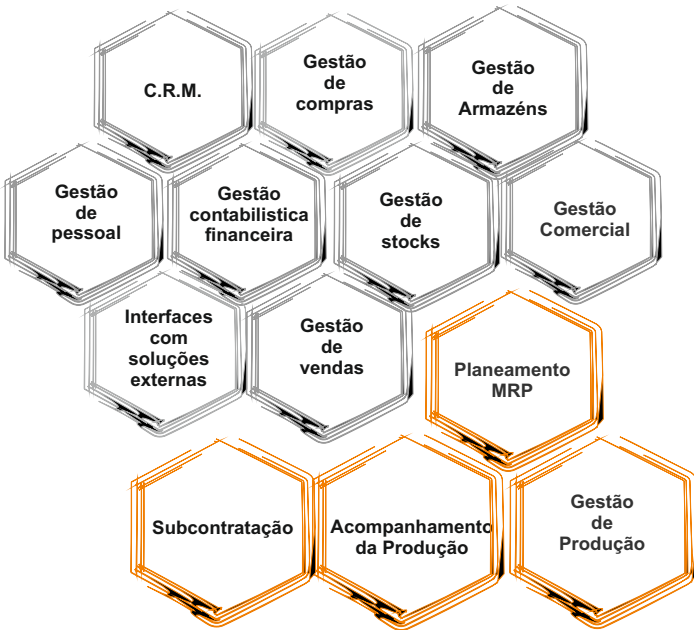 C.R.M.
Gestão
de
compras
Gestão
de
Armazéns
Gestão
de
pessoal
Gestão
contabilistica
financeira
Gestão
de
stocks
Gestão
Comercial
Interfaces
com
soluções
externas
Gestão
de
vendas
Planeamento
MRP
Subcontratação
Acompanhamento
da Produção
Gestão
de
Produção